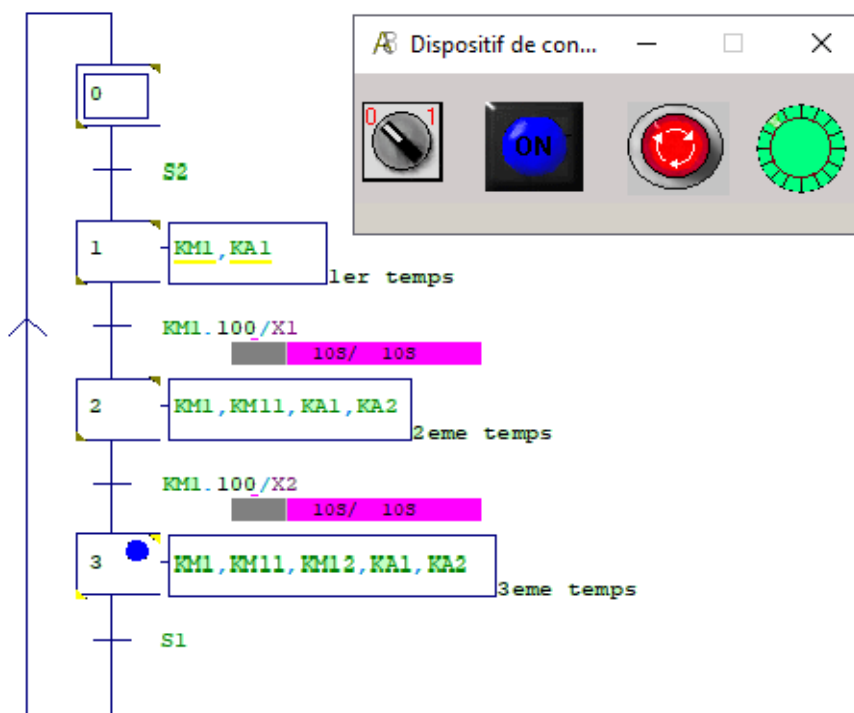 Dispositif de con...
0 1
ON
0
S2
1 KM1,KA1
1er temps
KM1.100/X1
10S/ 10S
2 KM1,KM11,KA1,KA2
2eme temps
KM1.100/X2
10S/ 10S
3 KM1,KM11,KM12,KA1,KA2
3eme temps
S1